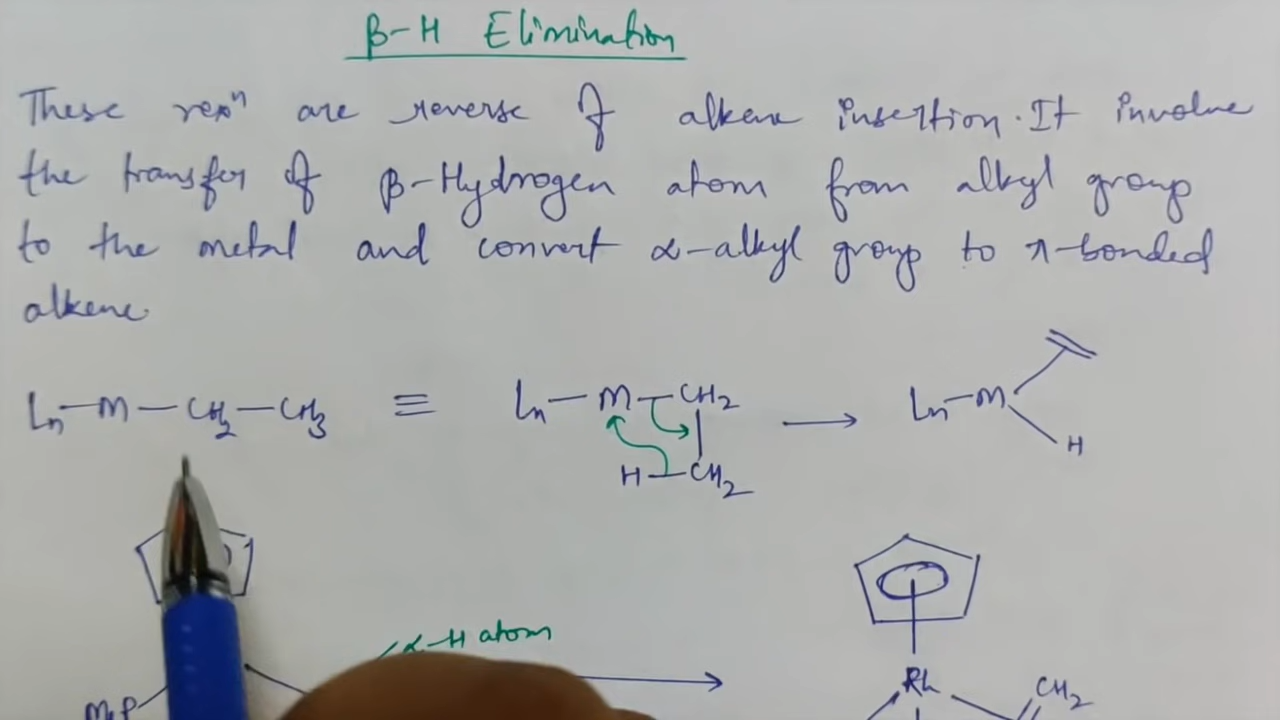 β-H Elimination
These rexⁿ are reverse of alkene insertion. It involve
the transfer of β-Hydrogen atom from alkyl group
to the metal and convert α-alkyl group to π-bonded
alkene.
Ln-M-CH2-CH3 ≡ Ln-M-CH2 → Ln-M
H-CH2
H
α-H atom
Rh
CH2